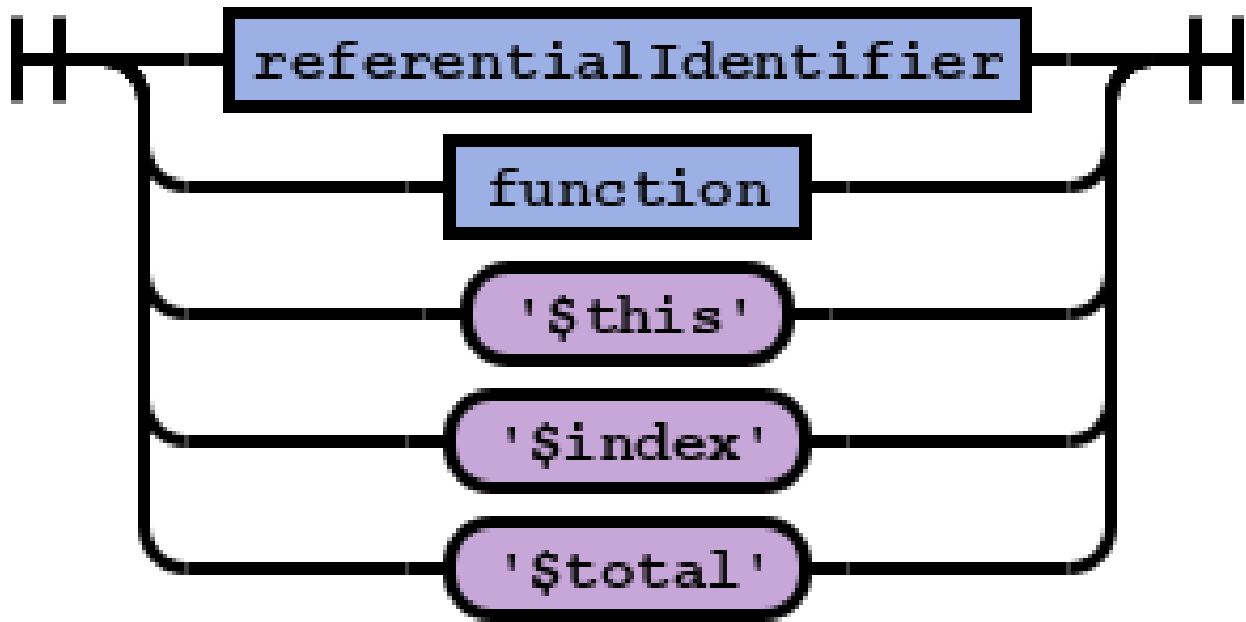 referentialIdentifier
function
'$this'
'$index'
'$total'